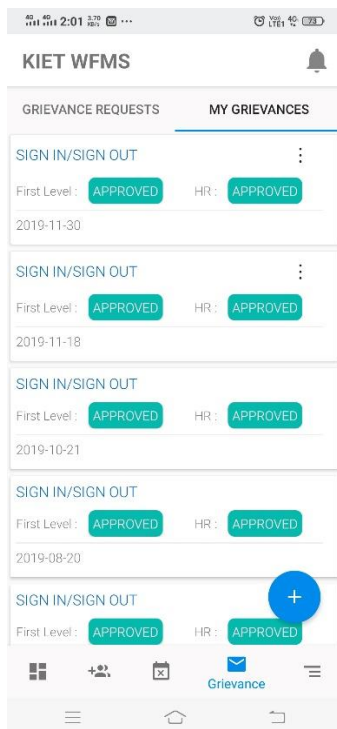 2:01
KIET WFMS
GRIEVANCE REQUESTS MY GRIEVANCES
SIGN IN/SIGN OUT
First Level : APPROVED HR : APPROVED
2019-11-30
SIGN IN/SIGN OUT
First Level : APPROVED HR : APPROVED
2019-11-18
SIGN IN/SIGN OUT
First Level : APPROVED HR : APPROVED
2019-10-21
SIGN IN/SIGN OUT
First Level : APPROVED HR : APPROVED
2019-08-20
SIGN IN/SIGN OUT
First Level : APPROVED HR : APPROVED
Grievance